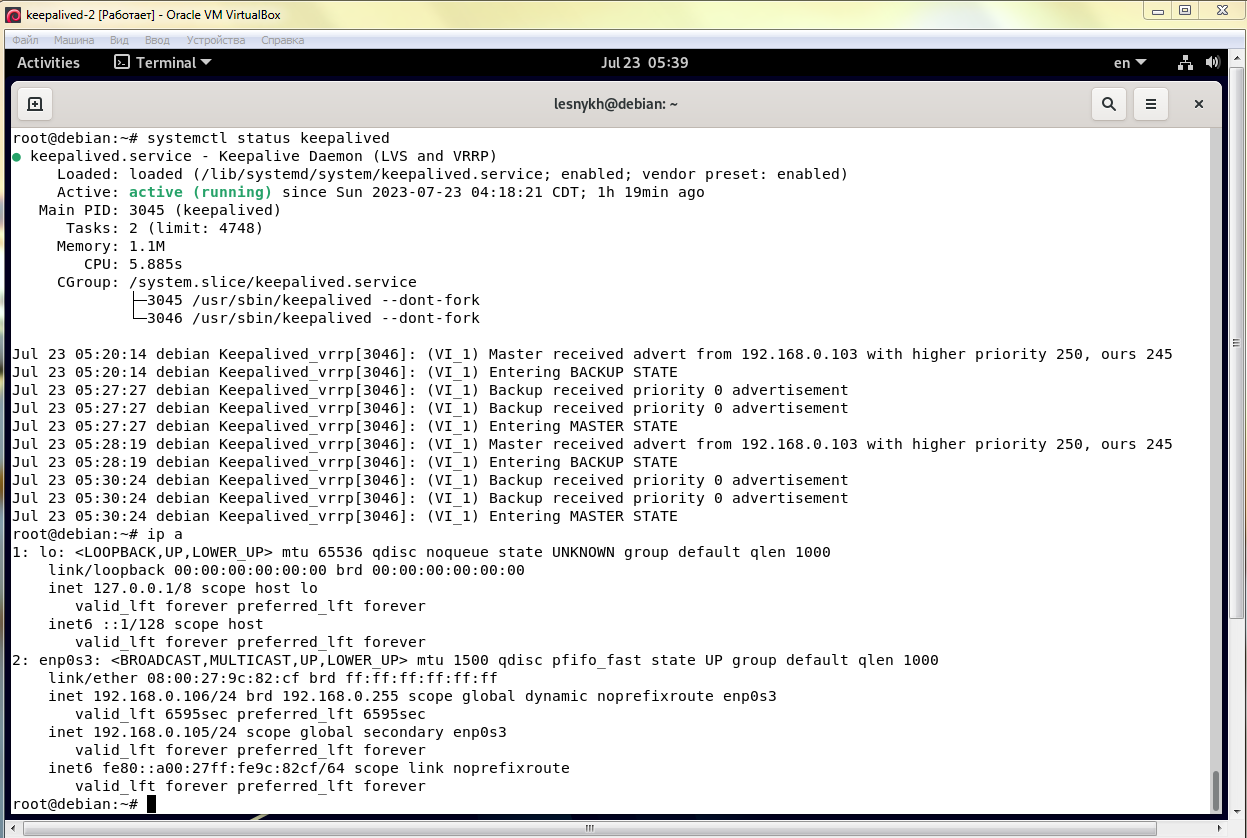 keepalived-2 [Работает] - Oracle VM VirtualBox
Файл Машина Вид Ввод Устройства Справка
Activities Terminal Jul 23 05:39 en
lesnykh@debian: ~
root@debian:~# systemctl status keepalived
● keepalived.service - Keepalive Daemon (LVS and VRRP)
     Loaded: loaded (/lib/systemd/system/keepalived.service; enabled; vendor preset: enabled)
     Active: active (running) since Sun 2023-07-23 04:18:21 CDT; 1h 19min ago
   Main PID: 3045 (keepalived)
      Tasks: 2 (limit: 4748)
     Memory: 1.1M
        CPU: 5.885s
     CGroup: /system.slice/keepalived.service
             ├─3045 /usr/sbin/keepalived --dont-fork
             └─3046 /usr/sbin/keepalived --dont-fork
Jul 23 05:20:14 debian Keepalived_vrrp[3046]: (VI_1) Master received advert from 192.168.0.103 with higher priority 250, ours 245
Jul 23 05:20:14 debian Keepalived_vrrp[3046]: (VI_1) Entering BACKUP STATE
Jul 23 05:27:27 debian Keepalived_vrrp[3046]: (VI_1) Backup received priority 0 advertisement
Jul 23 05:27:27 debian Keepalived_vrrp[3046]: (VI_1) Backup received priority 0 advertisement
Jul 23 05:27:27 debian Keepalived_vrrp[3046]: (VI_1) Entering MASTER STATE
Jul 23 05:28:19 debian Keepalived_vrrp[3046]: (VI_1) Master received advert from 192.168.0.103 with higher priority 250, ours 245
Jul 23 05:28:19 debian Keepalived_vrrp[3046]: (VI_1) Entering BACKUP STATE
Jul 23 05:30:24 debian Keepalived_vrrp[3046]: (VI_1) Backup received priority 0 advertisement
Jul 23 05:30:24 debian Keepalived_vrrp[3046]: (VI_1) Backup received priority 0 advertisement
Jul 23 05:30:24 debian Keepalived_vrrp[3046]: (VI_1) Entering MASTER STATE
root@debian:~# ip a
1: lo: <LOOPBACK,UP,LOWER_UP> mtu 65536 qdisc noqueue state UNKNOWN group default qlen 1000
    link/loopback 00:00:00:00:00:00 brd 00:00:00:00:00:00
    inet 127.0.0.1/8 scope host lo
       valid_lft forever preferred_lft forever
    inet6 ::1/128 scope host
       valid_lft forever preferred_lft forever
2: enp0s3: <BROADCAST,MULTICAST,UP,LOWER_UP> mtu 1500 qdisc pfifo_fast state UP group default qlen 1000
    link/ether 08:00:27:9c:82:cf brd ff:ff:ff:ff:ff:ff
    inet 192.168.0.106/24 brd 192.168.0.255 scope global dynamic noprefixroute enp0s3
       valid_lft 6595sec preferred_lft 6595sec
    inet 192.168.0.105/24 scope global secondary enp0s3
       valid_lft forever preferred_lft forever
    inet6 fe80::a00:27ff:fe9c:82cf/64 scope link noprefixroute
       valid_lft forever preferred_lft forever
root@debian:~#